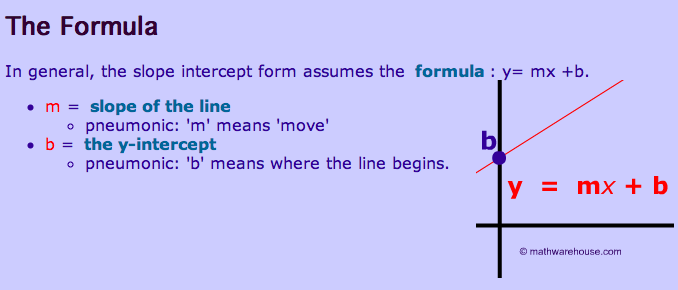 The Formula
In general, the slope intercept form assumes the formula : y= mx +b.
m = slope of the line
pneumonic: 'm' means 'move'
b = the y-intercept
pneumonic: 'b' means where the line begins.
b
y = mx + b
© mathwarehouse.com